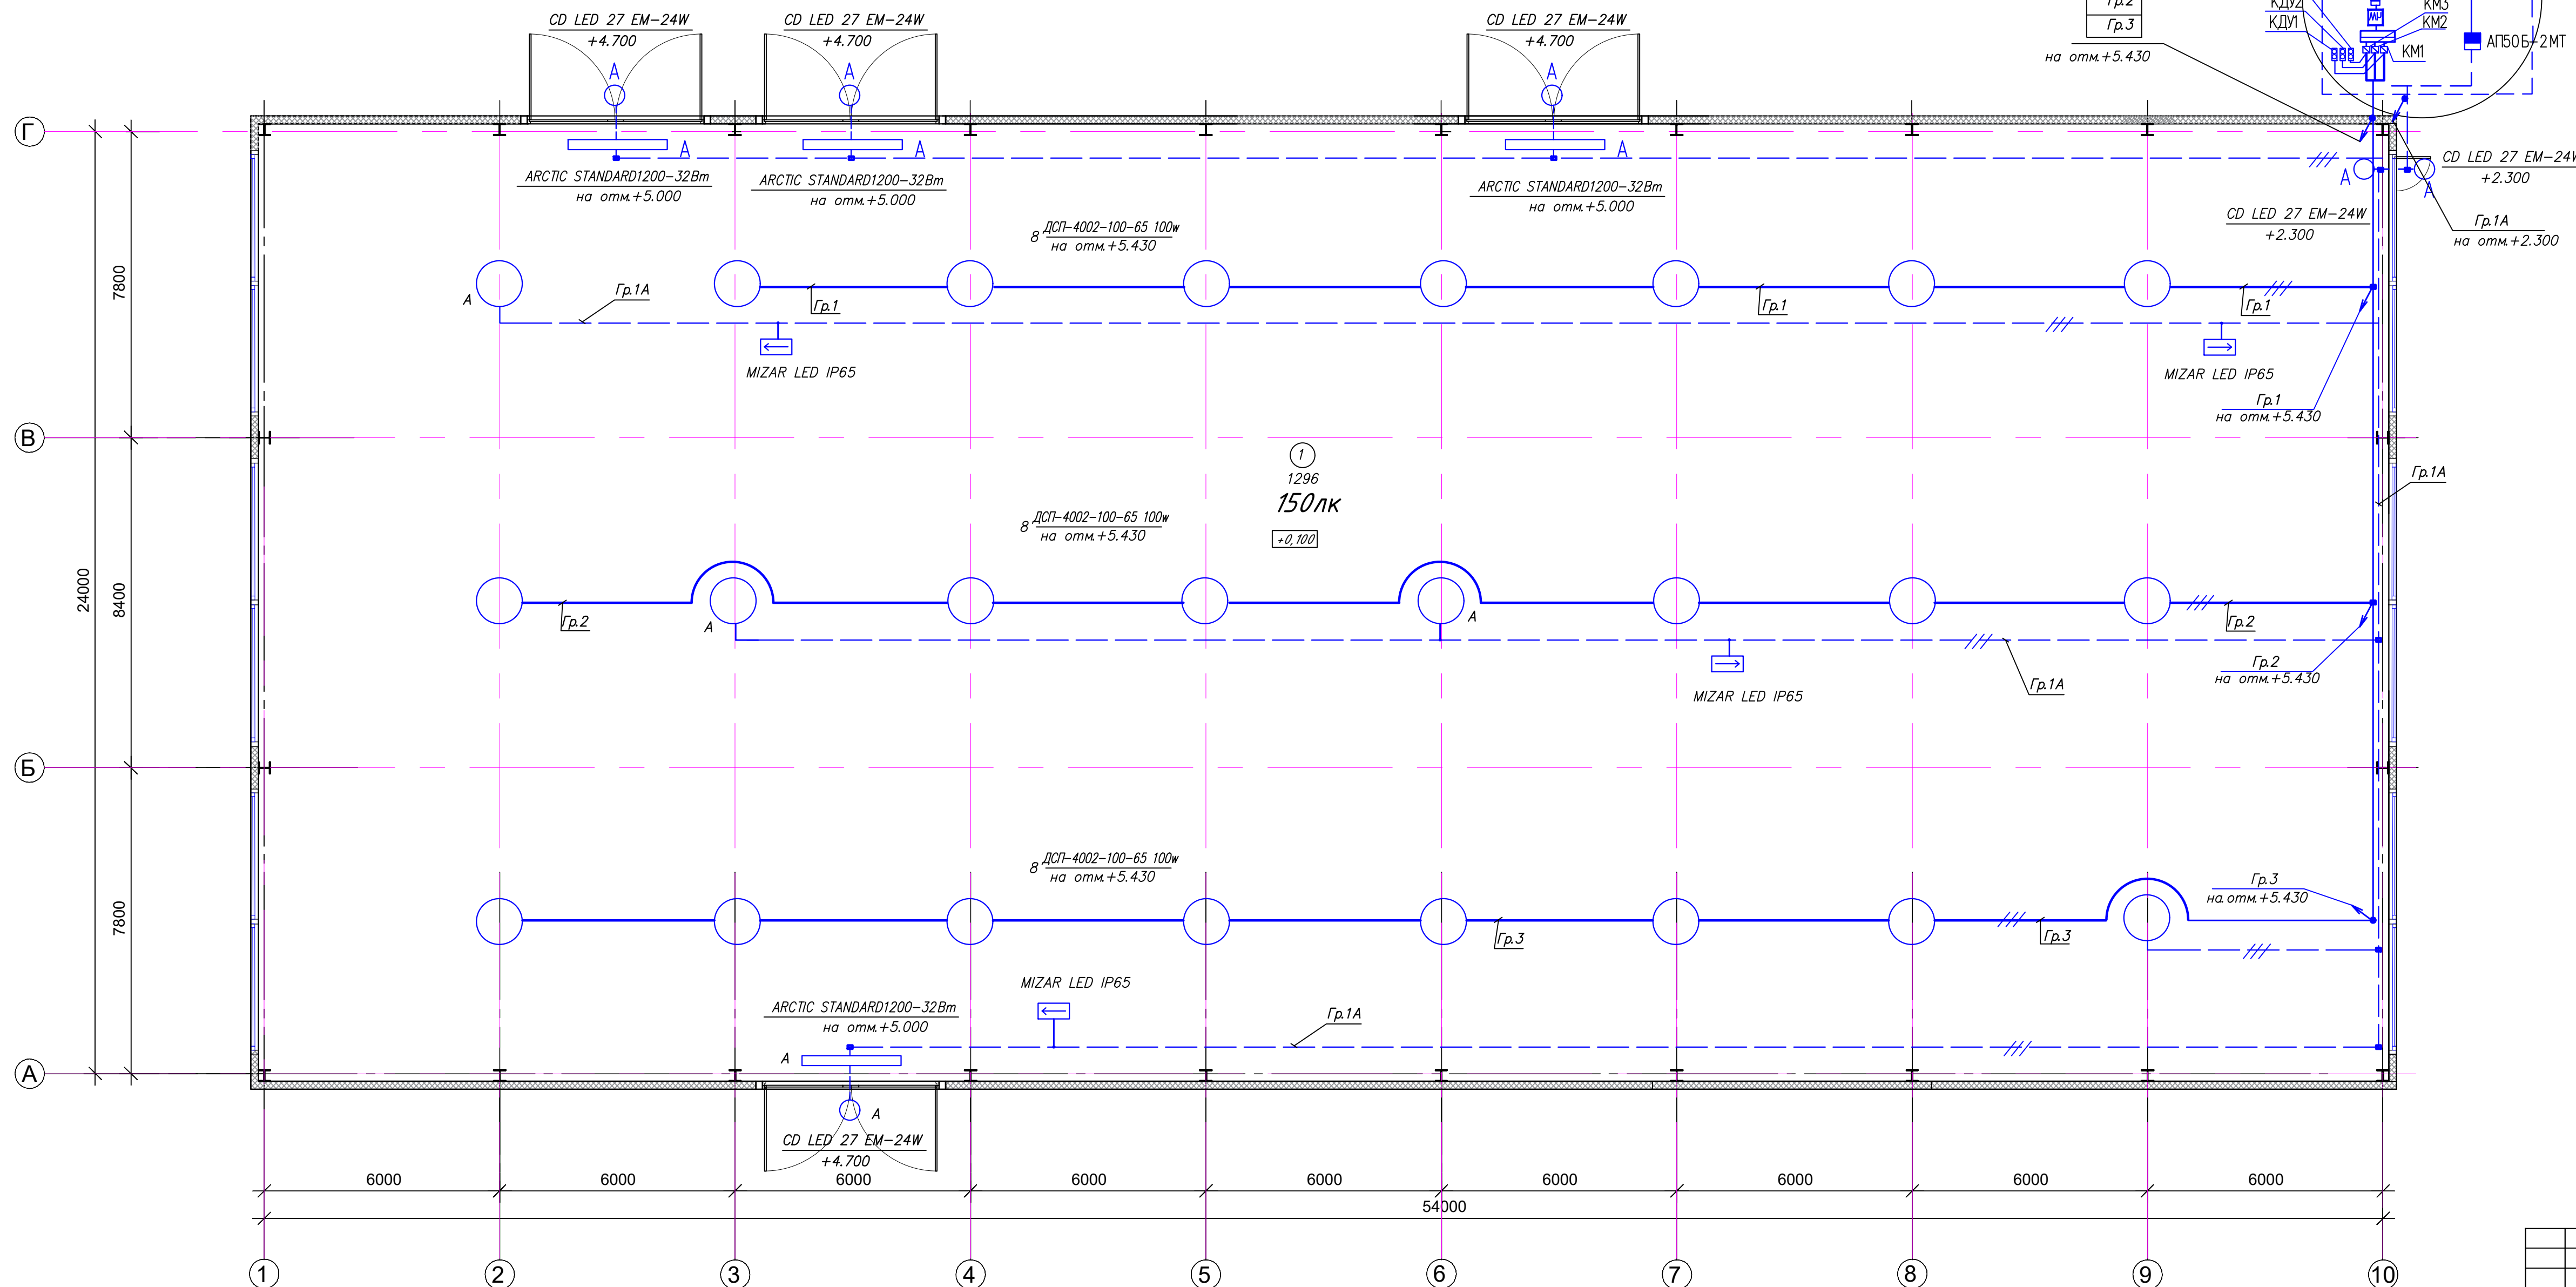 CD LED 27 EM-24W
+4.700
CD LED 27 EM-24W
+4.700
CD LED 27 EM-24W
+4.700
Гр.3
на отм.+5.430
КДУ1
КМ3
КМ2
КМ1
АП50Б-2МТ
Г
А
А
А
А
А
А
ARCTIC STANDARD1200-32Вт
на отм.+5.000
ARCTIC STANDARD1200-32Вт
на отм.+5.000
ARCTIC STANDARD1200-32Вт
на отм.+5.000
CD LED 27 EM-24W
+2.300
А
А
CD LED 27 EM-24W
+2.300
Гр.1А
на отм.+2.300
8 ДСП-4002-100-65 100w
на отм.+5.430
7800
А
Гр.1А
Гр.1
Гр.1
Гр.1
MIZAR LED IP65
MIZAR LED IP65
Гр.1
на отм.+5.430
В
1
1296
150лк
+0,100
Гр.1А
8 ДСП-4002-100-65 100w
на отм.+5.430
24000
8400
Гр.2
А
А
Гр.2
MIZAR LED IP65
Гр.1А
Гр.2
на отм.+5.430
Б
8 ДСП-4002-100-65 100w
на отм.+5.430
7800
Гр.3
Гр.3
Гр.3
на отм.+5.430
MIZAR LED IP65
ARCTIC STANDARD1200-32Вт
на отм.+5.000
Гр.1А
А
А
А
CD LED 27 EM-24W
+4.700
6000
6000
6000
6000
6000
6000
6000
6000
6000
54000
1
2
3
4
5
6
7
8
9
10